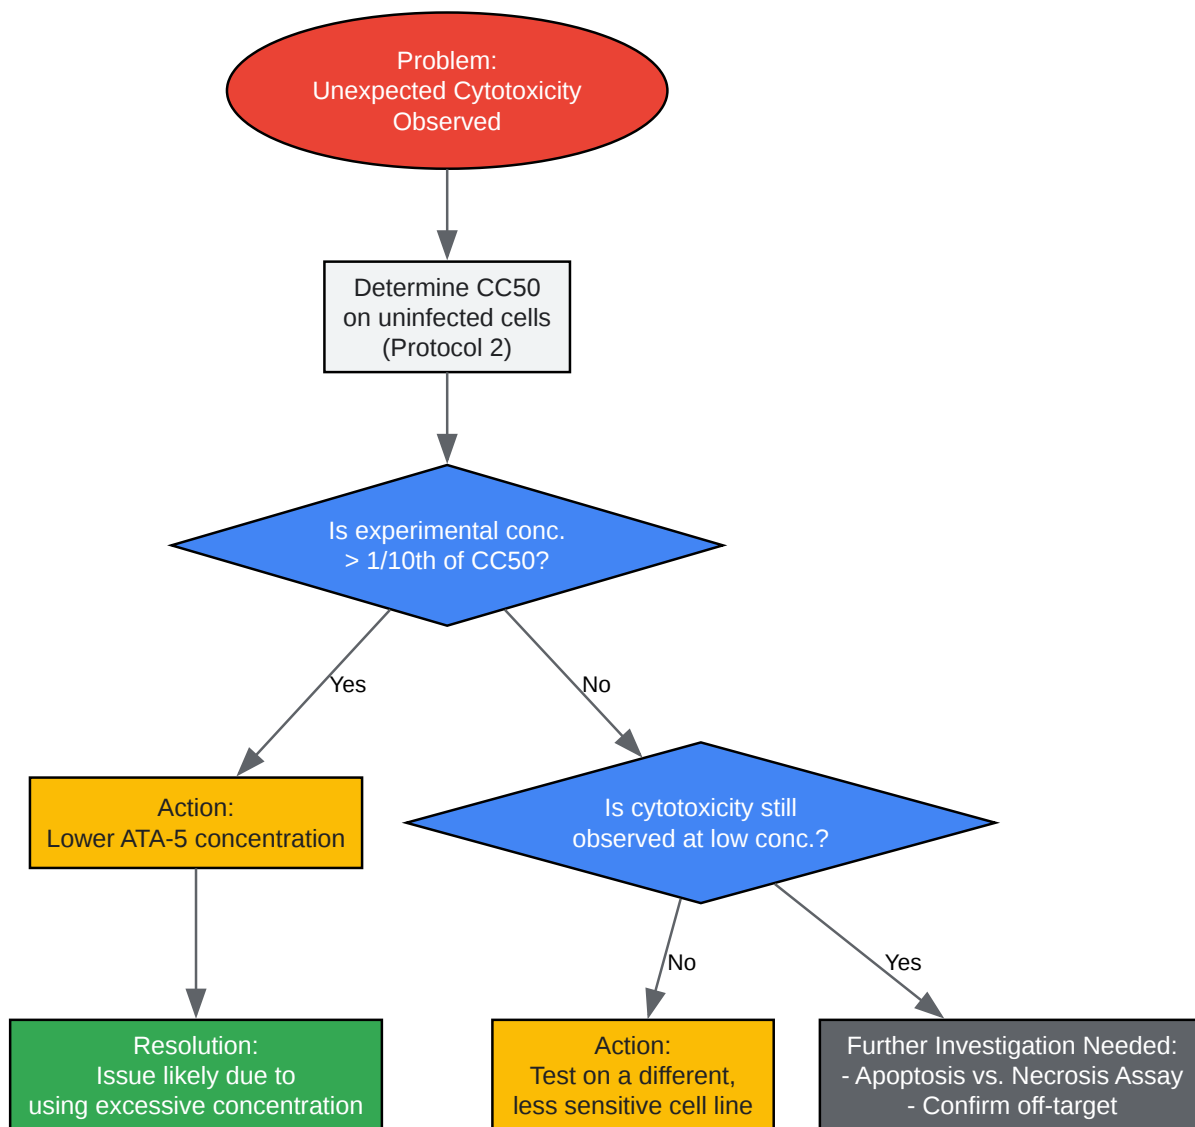 Problem:
Unexpected Cytotoxicity
Observed
Determine CC50
on uninfected cells
(Protocol 2)
Is experimental conc.
> 1/10th of CC50?
Yes
No
Action:
Lower ATA-5 concentration
Is cytotoxicity still
observed at low conc.?
No
Yes
Resolution:
Issue likely due to
using excessive concentration
Action:
Test on a different,
less sensitive cell line
Further Investigation Needed:
- Apoptosis vs. Necrosis Assay
- Confirm off-target